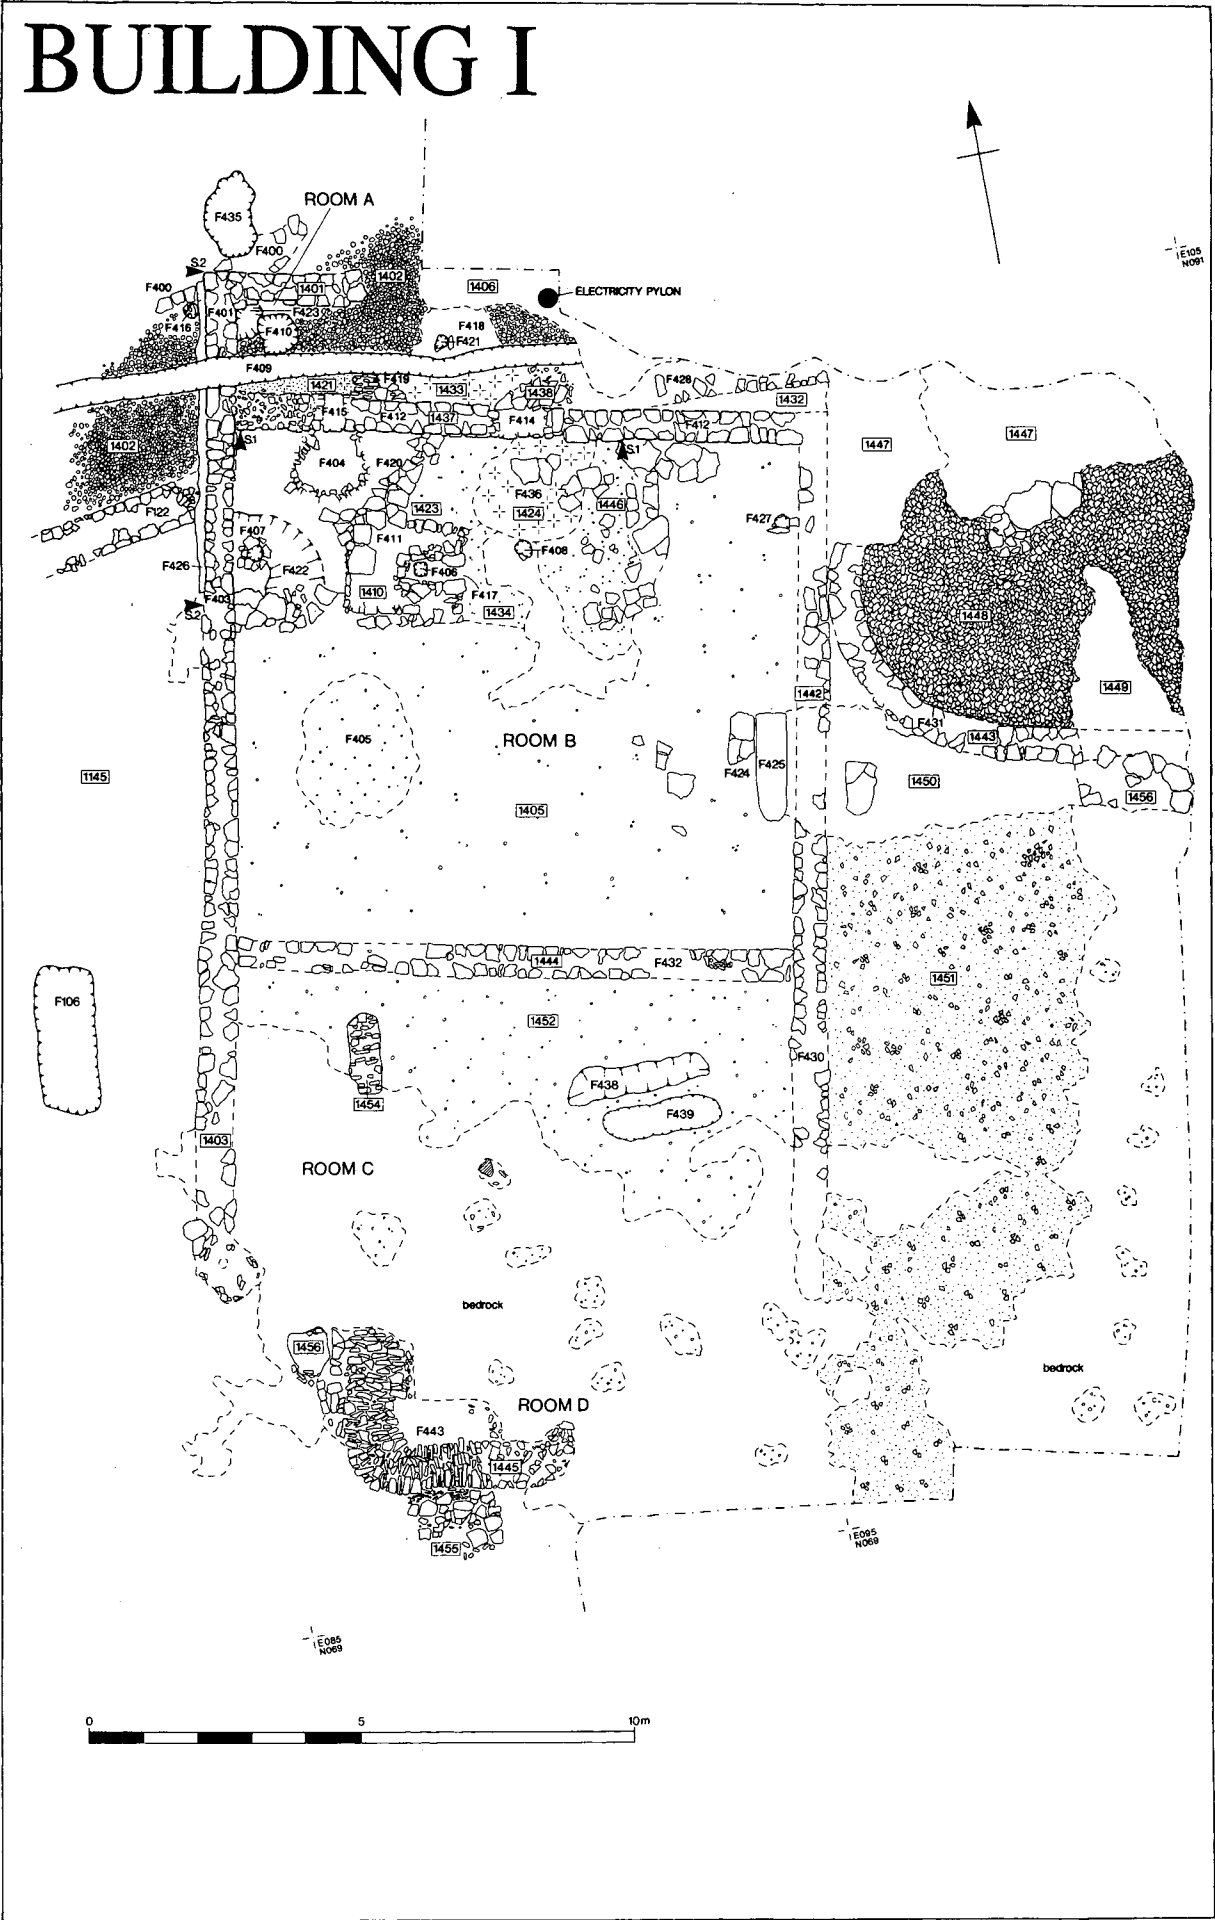 BUILDING I
F435
ROOM A
F400
E105
N091
S2
F400
1401
1402
1406
ELECTRICITY PYLON
F416
F401
F423
F410
F418
F421
F409
1421
F419
1433
1438
F428
1432
F415
F412
1437
F414
F412
1402
S1
S1
1447
1447
F404
F420
F436
1424
1446
F122
1423
F427
F407
F411
F408
F426
F422
F406
F403
1410
F417
1434
S2
1448
1442
1449
F431
1443
F405
ROOM B
F424
F425
1145
1450
1456
1405
1444
F432
1451
F106
1452
F430
F438
F439
1454
1403
ROOM C
bedrock
1456
bedrock
ROOM D
F443
1445
E095
N069
1455
E085
N069
0 5 10m